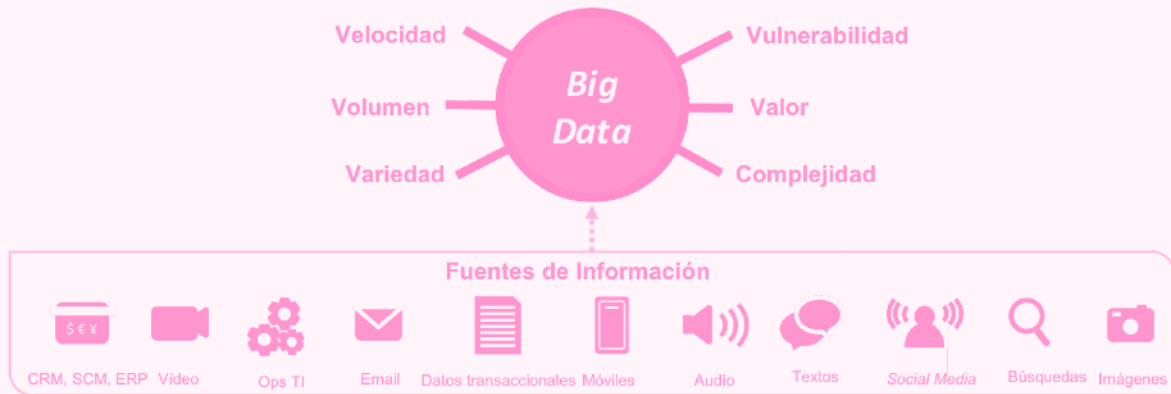 Velocidad
Vulnerabilidad
Big
Data
Volumen
Valor
Variedad
Complejidad
Fuentes de Información
$ € ¥
CRM, SCM, ERP
Vídeo
Ops TI
Email
Datos transaccionales
Móviles
Audio
Textos
Social Media
Búsquedas
Imágenes